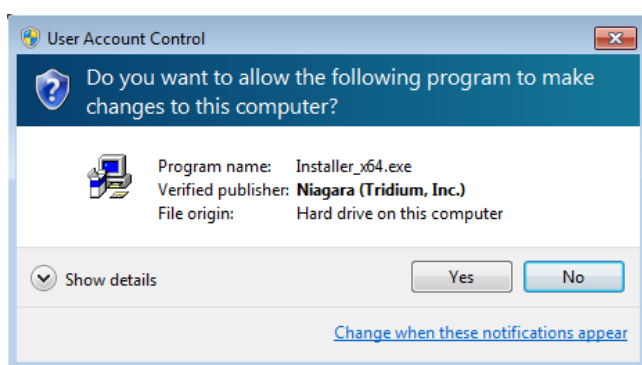 User Account Control
Do you want to allow the following program to make
changes to this computer?
Program name: Installer_x64.exe
Verified publisher: Niagara (Tridium, Inc.)
File origin: Hard drive on this computer
Show details
Yes
No
Change when these notifications appear